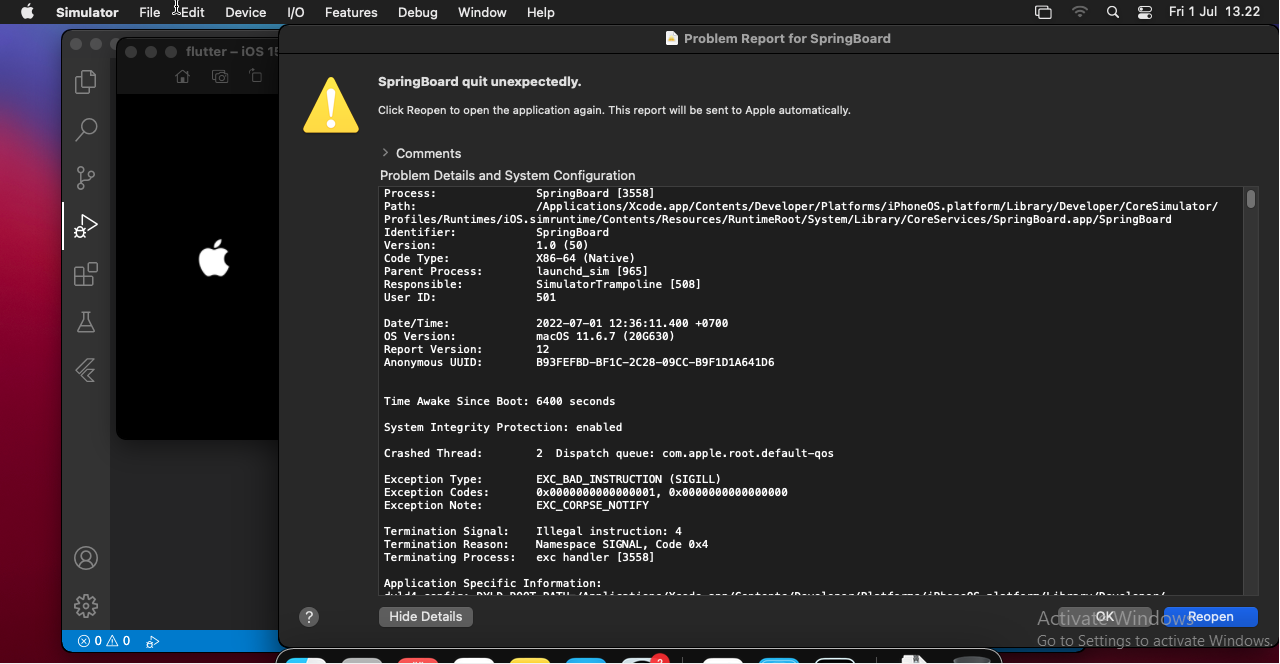 Simulator File Edit Device I/O Features Debug Window Help Fri 1 Jul 13.22
flutter – iOS 15
Problem Report for SpringBoard
SpringBoard quit unexpectedly.
Click Reopen to open the application again. This report will be sent to Apple automatically.
Comments
Problem Details and System Configuration
Process: SpringBoard [3558]
Path: /Applications/Xcode.app/Contents/Developer/Platforms/iPhoneOS.platform/Library/Developer/CoreSimulator/
Profiles/Runtimes/iOS.simruntime/Contents/Resources/RuntimeRoot/System/Library/CoreServices/SpringBoard.app/SpringBoard
Identifier: SpringBoard
Version: 1.0 (50)
Code Type: X86-64 (Native)
Parent Process: launchd_sim [965]
Responsible: SimulatorTrampoline [508]
User ID: 501
Date/Time: 2022-07-01 12:36:11.400 +0700
OS Version: macOS 11.6.7 (20G630)
Report Version: 12
Anonymous UUID: B93FEFBD-BF1C-2C28-09CC-B9F1D1A641D6
Time Awake Since Boot: 6400 seconds
System Integrity Protection: enabled
Crashed Thread: 2 Dispatch queue: com.apple.root.default-qos
Exception Type: EXC_BAD_INSTRUCTION (SIGILL)
Exception Codes: 0x0000000000000001, 0x0000000000000000
Exception Note: EXC_CORPSE_NOTIFY
Termination Signal: Illegal instruction: 4
Termination Reason: Namespace SIGNAL, Code 0x4
Terminating Process: exc handler [3558]
Application Specific Information:
? Hide Details OK Reopen
Activate Windows
Go to Settings to activate Windows.
0 0
2